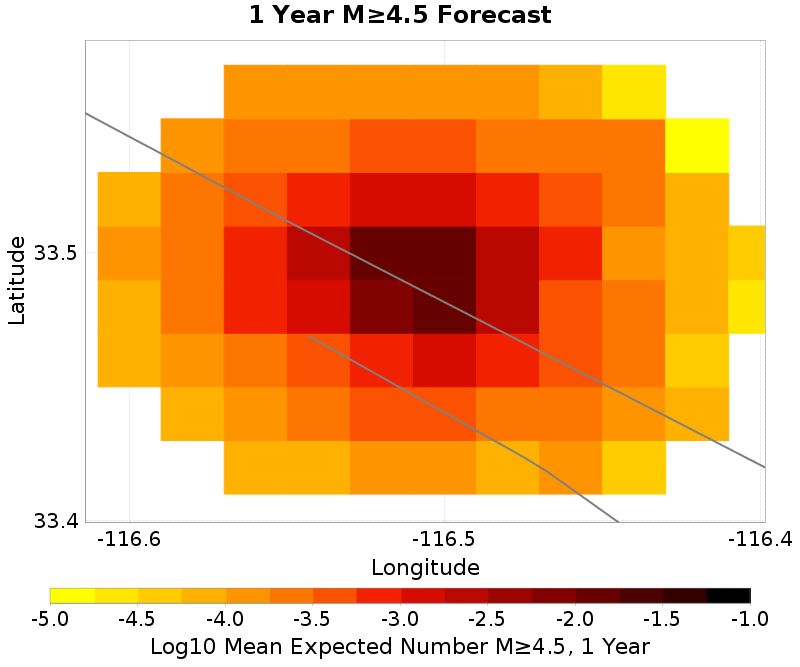 1 Year M≥4.5 Forecast
Latitude
33.5
33.4
-116.6 -116.5 -116.4
Longitude
-5.0 -4.5 -4.0 -3.5 -3.0 -2.5 -2.0 -1.5 -1.0
Log10 Mean Expected Number M≥4.5, 1 Year